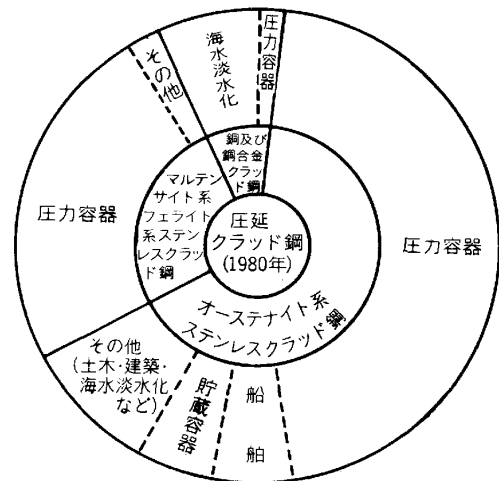 圧延
クラッド鋼
(1980年)
オーステナイト系
ステンレスクラッド鋼
圧力容器
船舶
貯蔵容器
その他
(土木・建築・
海水淡水化
など)
マルテン
サイト系
フェライト
系ステン
レスクラッ
ド鋼
圧力容器
その他
銅及び
銅合金
クラッ
ド鋼
海水淡水化
圧力容器